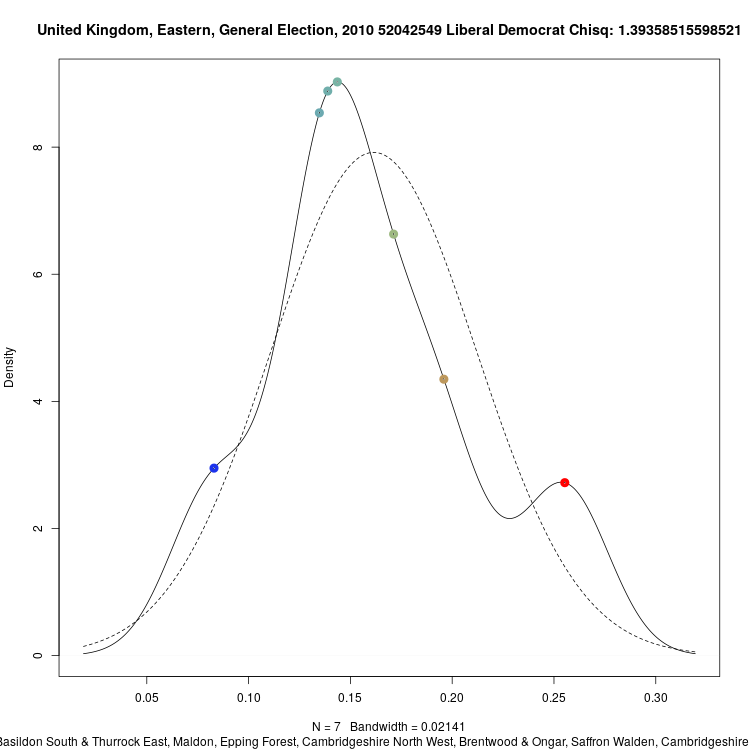 United Kingdom, Eastern, General Election, 2010 52042549 Liberal Democrat Chisq: 1.39358515598521
Density
8
6
4
2
0
0.05 0.10 0.15 0.20 0.25 0.30
N = 7 Bandwidth = 0.02141
Basildon South & Thurrock East, Maldon, Epping Forest, Cambridgeshire North West, Brentwood & Ongar, Saffron Walden, Cambridgeshire